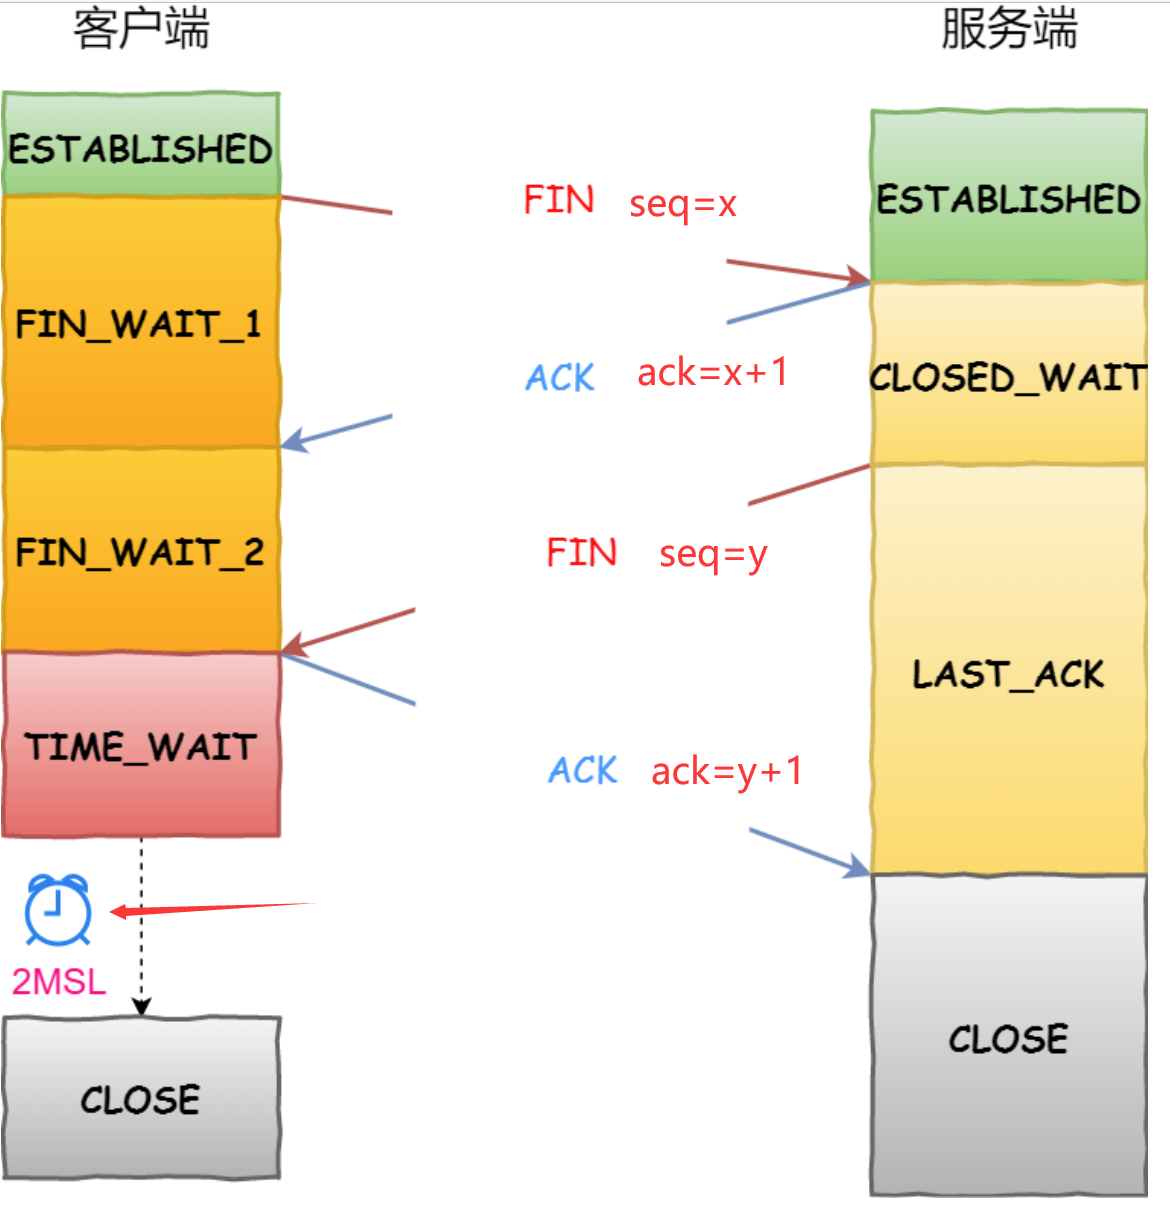 客户端
服务端
ESTABLISHED
FIN seq=x
ESTABLISHED
FIN_WAIT_1
ACK ack=x+1
CLOSED_WAIT
FIN_WAIT_2
FIN seq=y
LAST_ACK
TIME_WAIT
ACK ack=y+1
2MSL
CLOSE
CLOSE